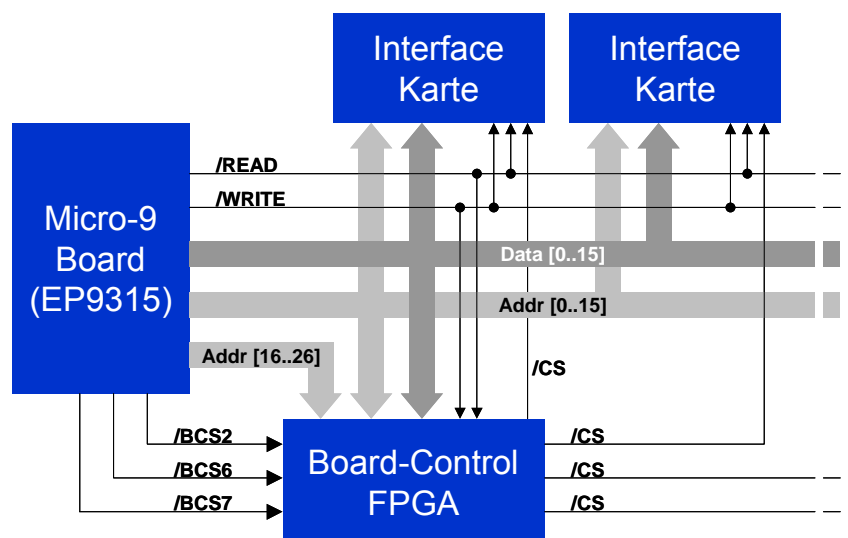 Interface
Karte
Interface
Karte
/READ
/WRITE
Micro-9
Board
(EP9315)
Data [0..15]
Addr [0..15]
Addr [16..26]
/CS
/BCS2
/BCS6
/BCS7
Board-Control
FPGA
/CS
/CS
/CS